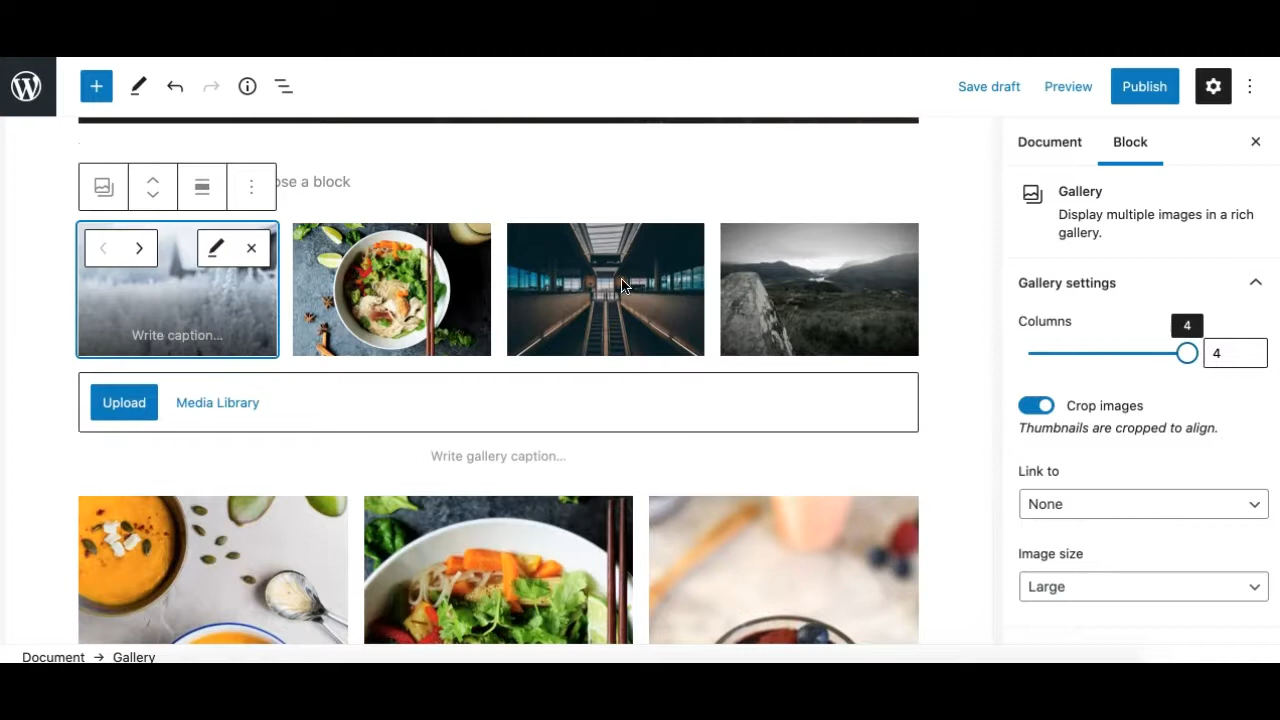 Save draft
Preview
Publish
Document
Block
ose a block
Gallery
Display multiple images in a rich
gallery.
Gallery settings
Columns
4
4
Write caption...
Crop images
Thumbnails are cropped to align.
Upload
Media Library
Write gallery caption...
Link to
None
Image size
Large
Document → Gallery